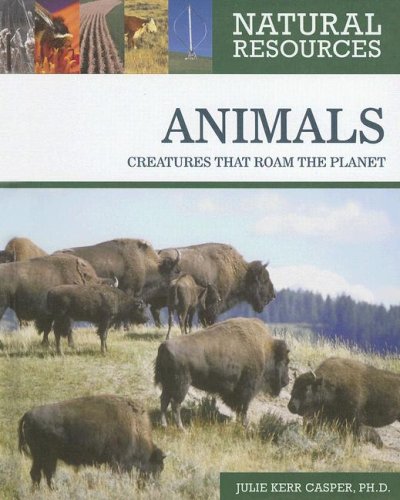 NATURAL
RESOURCES
ANIMALS
CREATURES THAT ROAM THE PLANET
JULIE KERR CASPER, PH.D.